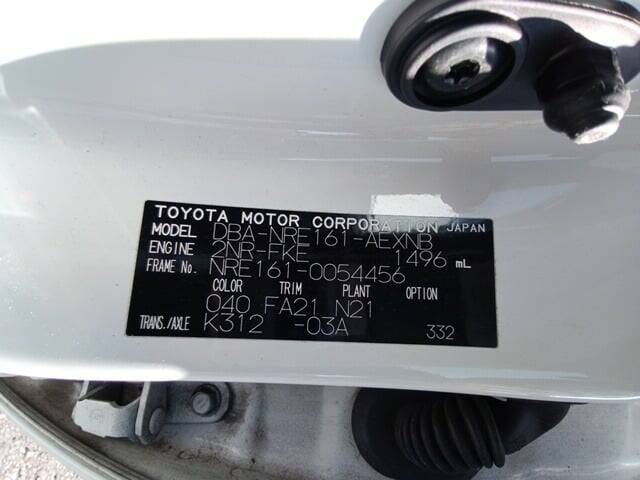 TOYOTA MOTOR CORPORATION JAPAN
MODEL DBA-NRE161-AEXNB
ENGINE 2NR-FKE 1496 mL
FRAME No. NRE161-0054456
COLOR TRIM PLANT OPTION
040 FA21 N21
TRANS./AXLE K312 -03A 332